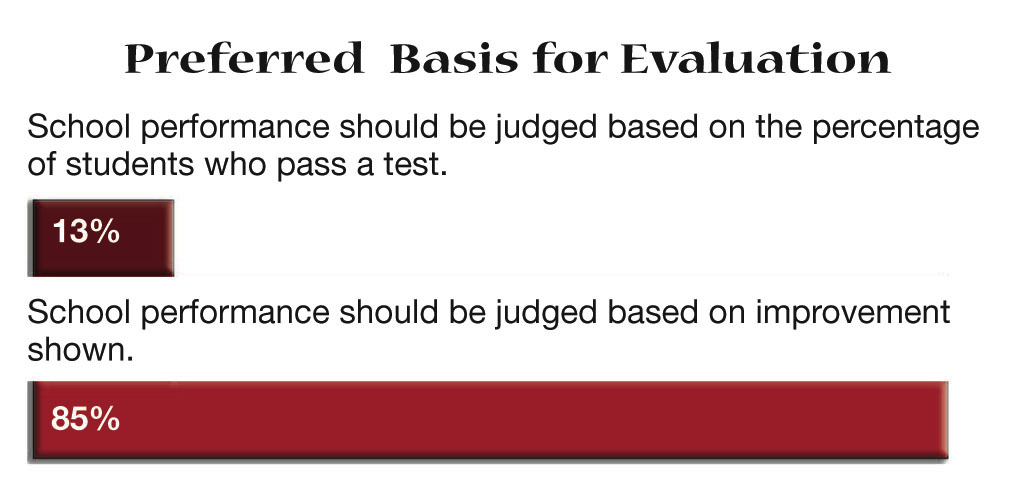 Preferred Basis for Evaluation
School performance should be judged based on the percentage
of students who pass a test.
13%
School performance should be judged based on improvement
shown.
85%